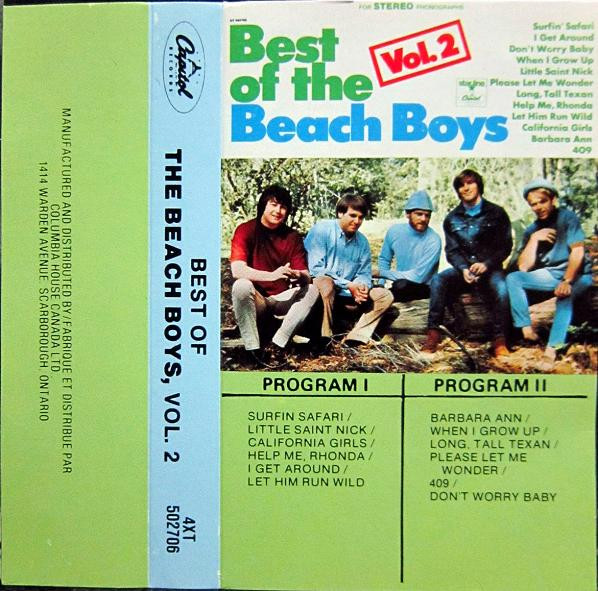 MANUFACTURED AND DISTRIBUTED BY/FABRIQUE ET DISTRIBUE PAR
COLUMBIA HOUSE CANADA LTD
1414 WARDEN AVENUE. SCARBOROUGH, ONTARIO
Capitol
RECORDS
BEST OF
THE BEACH BOYS, VOL. 2
4XT
502706
FOR STEREO PHONOGRAPHS
Best
of the
Beach Boys
Vol. 2
starline
Capitol
Surfin' Safari
I Get Around
Don't Worry Baby
When I Grow Up
Little Saint Nick
Please Let Me Wonder
Long, Tall Texan
Help Me, Rhonda
Let Him Run Wild
California Girls
Barbara Ann
409
PROGRAM I
SURFIN SAFARI /
LITTLE SAINT NICK /
CALIFORNIA GIRLS /
HELP ME, RHONDA /
I GET AROUND /
LET HIM RUN WILD
PROGRAM II
BARBARA ANN /
WHEN I GROW UP /
LONG, TALL TEXAN /
PLEASE LET ME
WONDER /
409 /
DON'T WORRY BABY